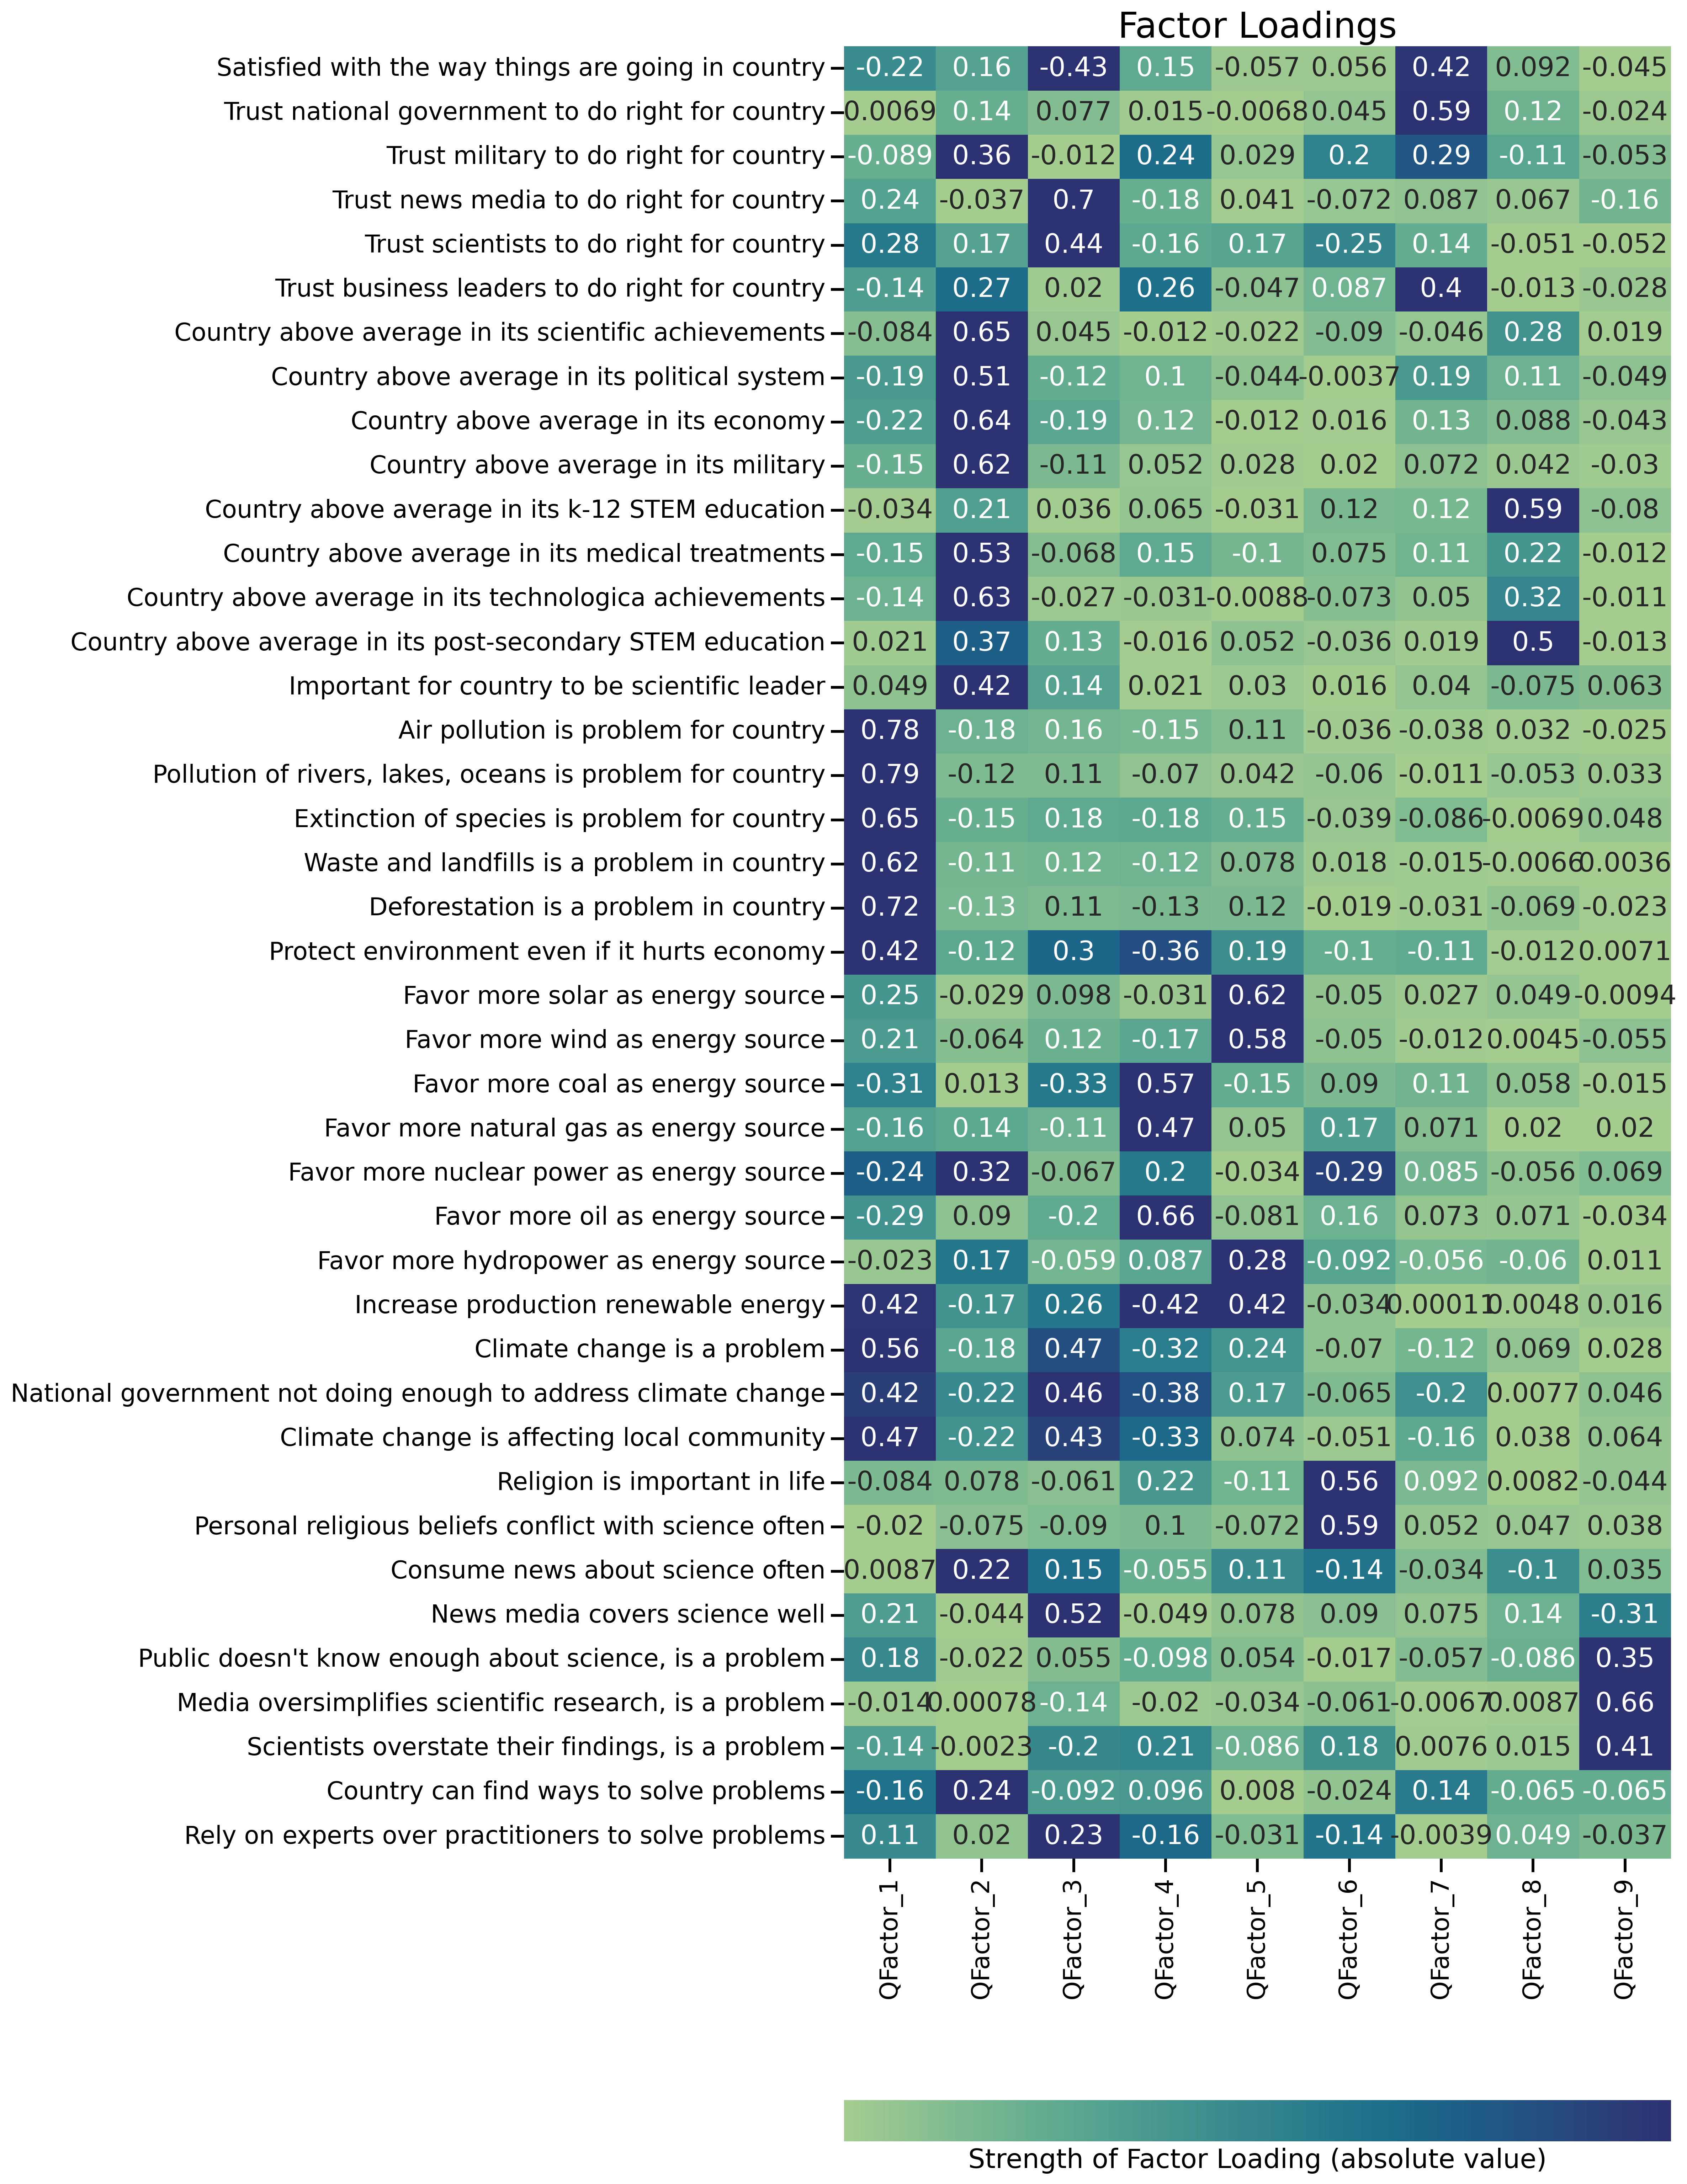 Factor Loadings
Satisfied with the way things are going in country -0.22 0.16 -0.43 0.15 -0.057 0.056 0.42 0.092 -0.045
Trust national government to do right for country 0.0069 0.14 0.077 0.015 -0.0068 0.045 0.59 0.12 -0.024
Trust military to do right for country -0.089 0.36 -0.012 0.24 0.029 0.2 0.29 -0.11 -0.053
Trust news media to do right for country 0.24 -0.037 0.7 -0.18 0.041 -0.072 0.087 0.067 -0.16
Trust scientists to do right for country 0.28 0.17 0.44 -0.16 0.17 -0.25 0.14 -0.051 -0.052
Trust business leaders to do right for country -0.14 0.27 0.02 0.26 -0.047 0.087 0.4 -0.013 -0.028
Country above average in its scientific achievements -0.084 0.65 0.045 -0.012 -0.022 -0.09 -0.046 0.28 0.019
Country above average in its political system -0.19 0.51 -0.12 0.1 -0.044 -0.0037 0.19 0.11 -0.049
Country above average in its economy -0.22 0.64 -0.19 0.12 -0.012 0.016 0.13 0.088 -0.043
Country above average in its military -0.15 0.62 -0.11 0.052 0.028 0.02 0.072 0.042 -0.03
Country above average in its k-12 STEM education -0.034 0.21 0.036 0.065 -0.031 0.12 0.12 0.59 -0.08
Country above average in its medical treatments -0.15 0.53 -0.068 0.15 -0.1 0.075 0.11 0.22 -0.012
Country above average in its technologica achievements -0.14 0.63 -0.027 -0.031 -0.0088 -0.073 0.05 0.32 -0.011
Country above average in its post-secondary STEM education 0.021 0.37 0.13 -0.016 0.052 -0.036 0.019 0.5 -0.013
Important for country to be scientific leader 0.049 0.42 0.14 0.021 0.03 0.016 0.04 -0.075 0.063
Air pollution is problem for country 0.78 -0.18 0.16 -0.15 0.11 -0.036 -0.038 0.032 -0.025
Pollution of rivers, lakes, oceans is problem for country 0.79 -0.12 0.11 -0.07 0.042 -0.06 -0.011 -0.053 0.033
Extinction of species is problem for country 0.65 -0.15 0.18 -0.18 0.15 -0.039 -0.086 -0.0069 0.048
Waste and landfills is a problem in country 0.62 -0.11 0.12 -0.12 0.078 0.018 -0.015 -0.0066 0.0036
Deforestation is a problem in country 0.72 -0.13 0.11 -0.13 0.12 -0.019 -0.031 -0.069 -0.023
Protect environment even if it hurts economy 0.42 -0.12 0.3 -0.36 0.19 -0.1 -0.11 -0.012 0.0071
Favor more solar as energy source 0.25 -0.029 0.098 -0.031 0.62 -0.05 0.027 0.049 -0.0094
Favor more wind as energy source 0.21 -0.064 0.12 -0.17 0.58 -0.05 -0.012 0.0045 -0.055
Favor more coal as energy source -0.31 0.013 -0.33 0.57 -0.15 0.09 0.11 0.058 -0.015
Favor more natural gas as energy source -0.16 0.14 -0.11 0.47 0.05 0.17 0.071 0.02 0.02
Favor more nuclear power as energy source -0.24 0.32 -0.067 0.2 -0.034 -0.29 0.085 -0.056 0.069
Favor more oil as energy source -0.29 0.09 -0.2 0.66 -0.081 0.16 0.073 0.071 -0.034
Favor more hydropower as energy source -0.023 0.17 -0.059 0.087 0.28 -0.092 -0.056 -0.06 0.011
Increase production renewable energy 0.42 -0.17 0.26 -0.42 0.42 -0.034 0.00011 0.0048 0.016
Climate change is a problem 0.56 -0.18 0.47 -0.32 0.24 -0.07 -0.12 0.069 0.028
National government not doing enough to address climate change 0.42 -0.22 0.46 -0.38 0.17 -0.065 -0.2 0.0077 0.046
Climate change is affecting local community 0.47 -0.22 0.43 -0.33 0.074 -0.051 -0.16 0.038 0.064
Religion is important in life -0.084 0.078 -0.061 0.22 -0.11 0.56 0.092 0.0082 -0.044
Personal religious beliefs conflict with science often -0.02 -0.075 -0.09 0.1 -0.072 0.59 0.052 0.047 0.038
Consume news about science often 0.0087 0.22 0.15 -0.055 0.11 -0.14 -0.034 -0.1 0.035
News media covers science well 0.21 -0.044 0.52 -0.049 0.078 0.09 0.075 0.14 -0.31
Public doesn't know enough about science, is a problem 0.18 -0.022 0.055 -0.098 0.054 -0.017 -0.057 -0.086 0.35
Media oversimplifies scientific research, is a problem -0.014 0.00078 -0.14 -0.02 -0.034 -0.061 -0.0067 0.0087 0.66
Scientists overstate their findings, is a problem -0.14 -0.0023 -0.2 0.21 -0.086 0.18 0.0076 0.015 0.41
Country can find ways to solve problems -0.16 0.24 -0.092 0.096 0.008 -0.024 0.14 -0.065 -0.065
Rely on experts over practitioners to solve problems 0.11 0.02 0.23 -0.16 -0.031 -0.14 -0.0039 0.049 -0.037
QFactor_1 QFactor_2 QFactor_3 QFactor_4 QFactor_5 QFactor_6 QFactor_7 QFactor_8 QFactor_9
Strength of Factor Loading (absolute value)